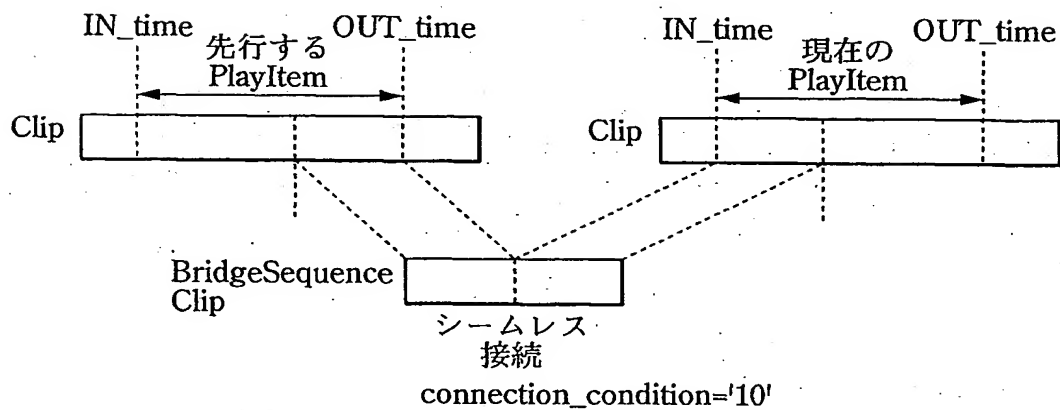 IN_time
先行する
PlayItem
OUT_time
IN_time
現在の
PlayItem
OUT_time
Clip
Clip
BridgeSequence
Clip
シームレス
接続
connection_condition='10'